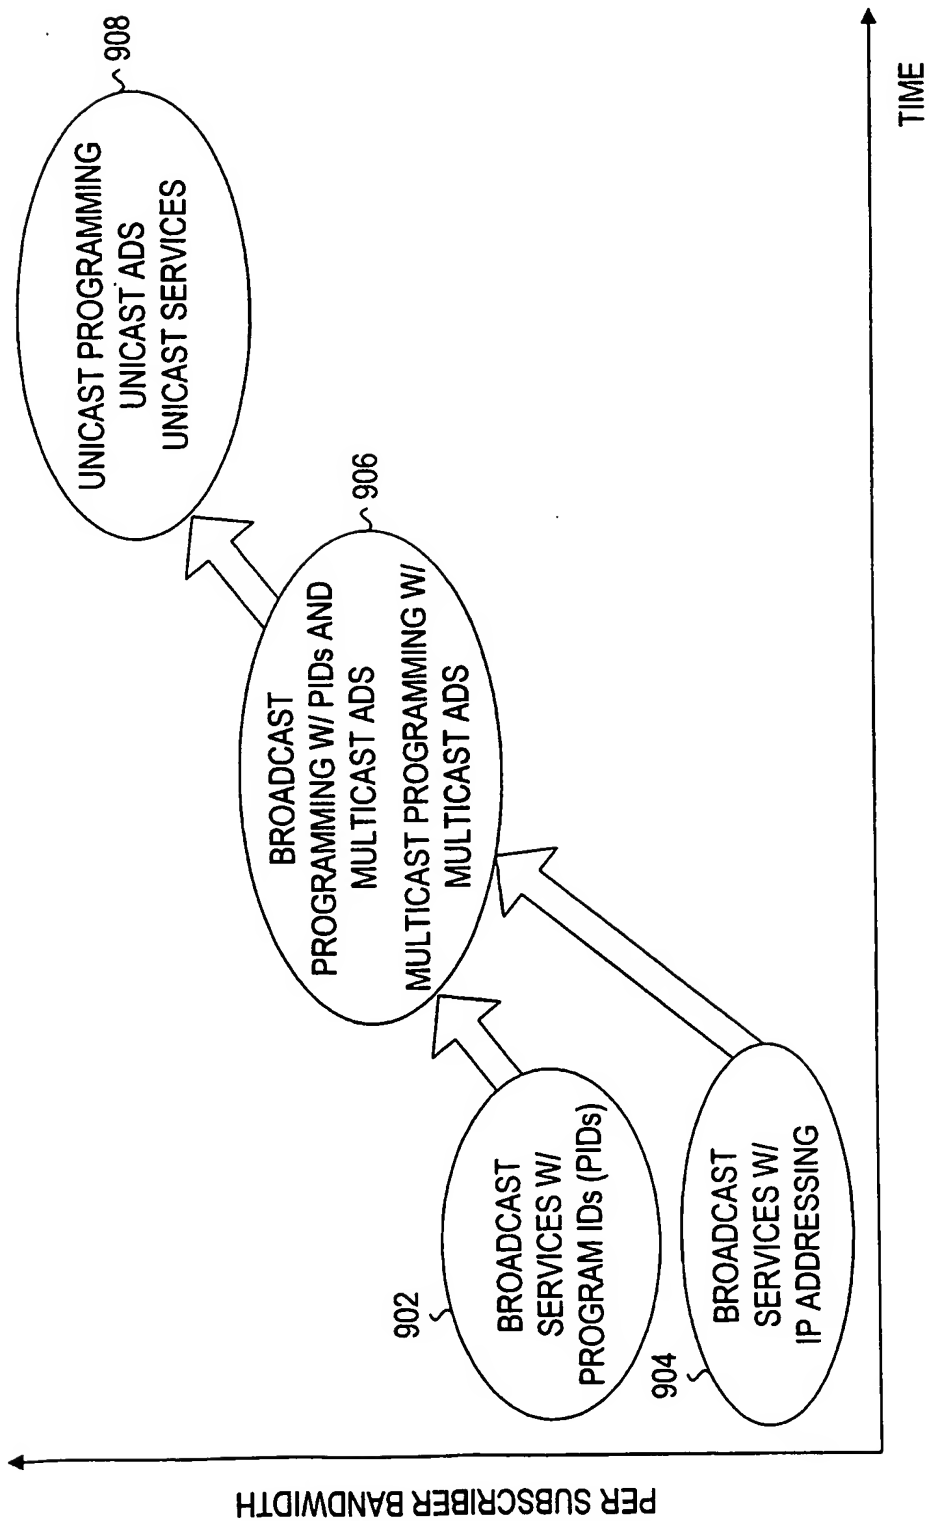 908
UNICAST PROGRAMMING
UNICAST ADS
UNICAST SERVICES
906
BROADCAST
PROGRAMMING W/ PIDs AND
MULTICAST ADS
MULTICAST PROGRAMMING W/
MULTICAST ADS
902
BROADCAST
SERVICES W/
PROGRAM IDs (PIDs)
904
BROADCAST
SERVICES W/
IP ADDRESSING
PER SUBSCRIBER BANDWIDTH
TIME